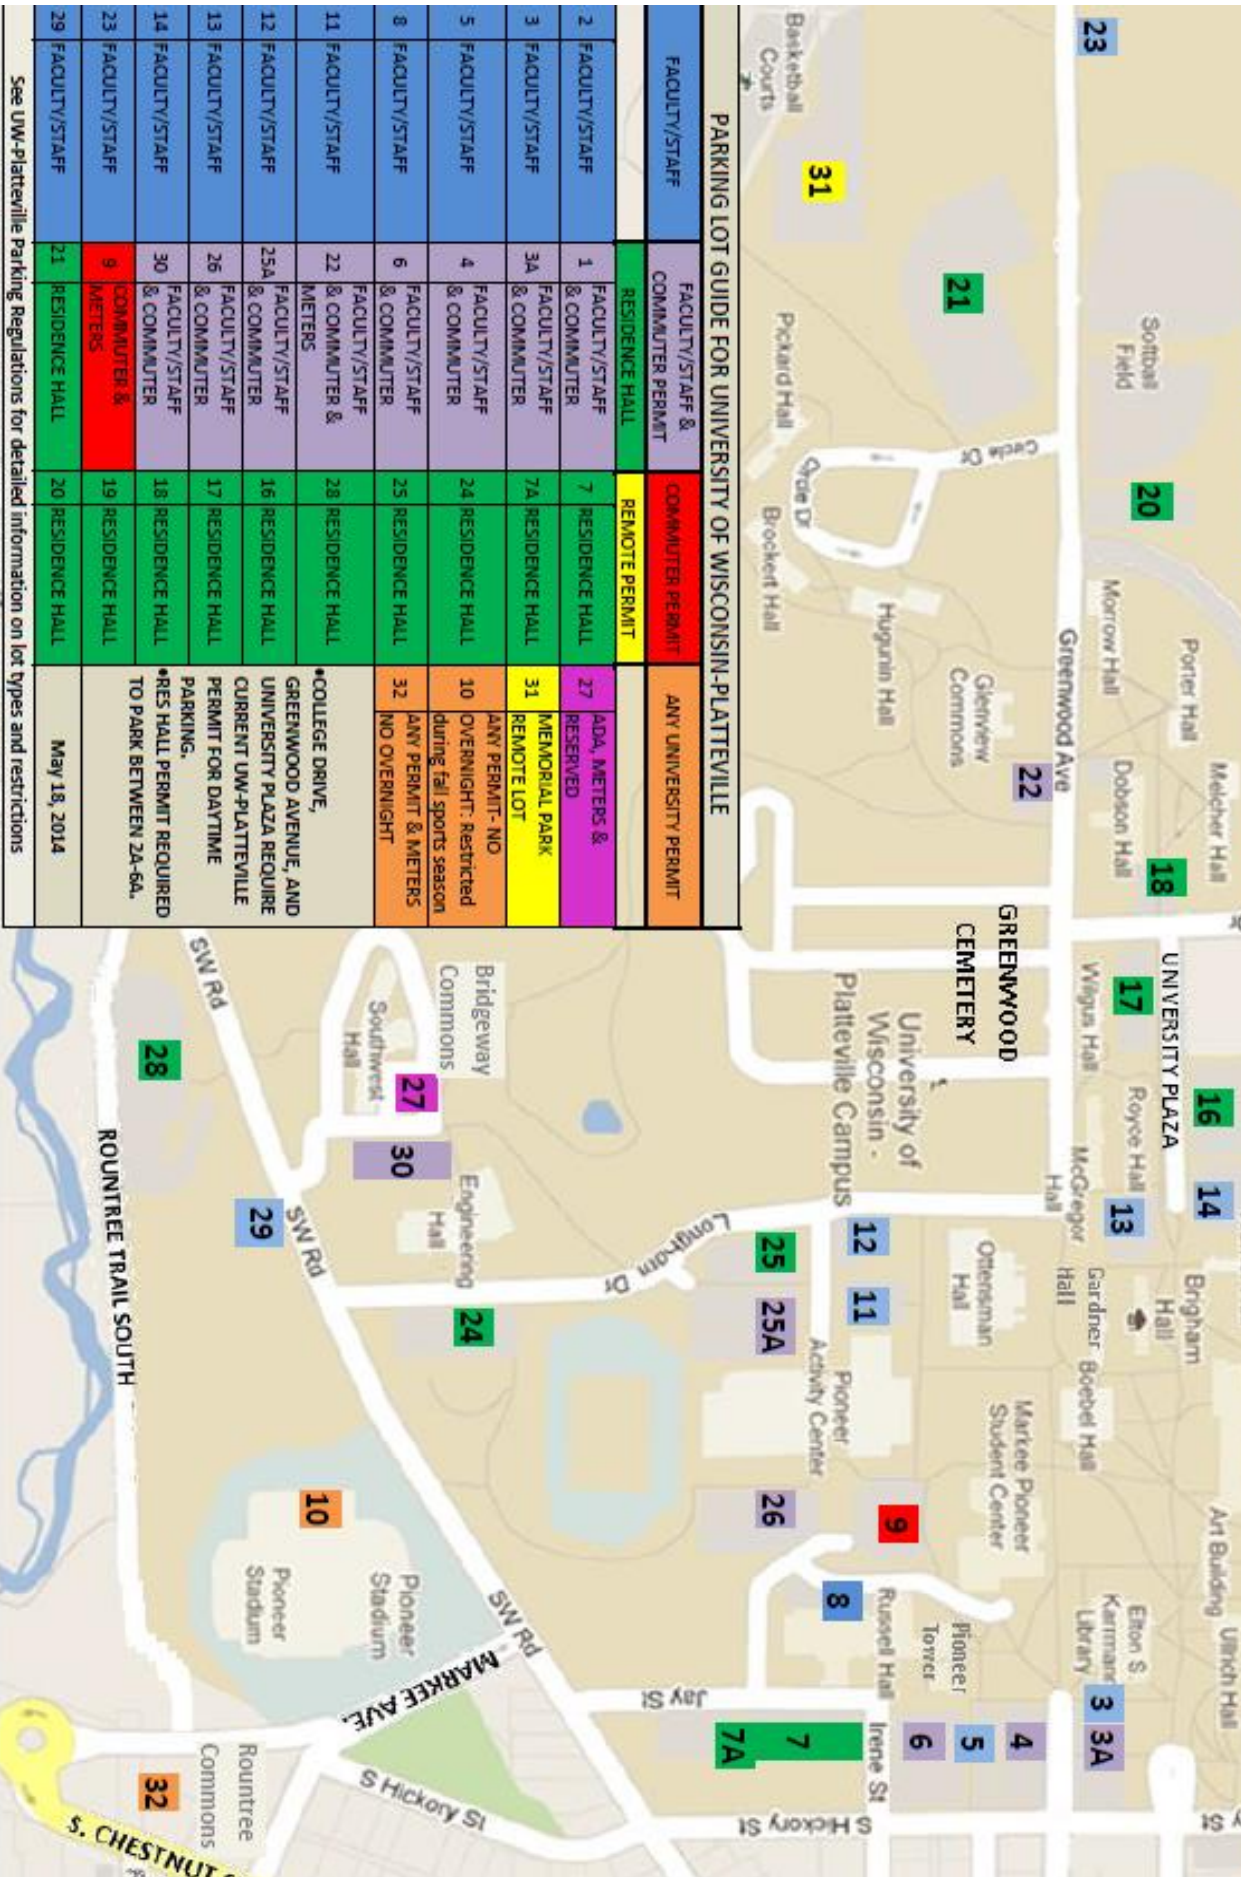 23
Softball
Field
20
Porter Hall
Morrow Hall
Melcher Hall
Dobson Hall
18
UNIVERSITY PLAZA
17
Wilgus Hall
16
Royce Hall
14
13
McGregor
Hall
Brigham
Hall
Gardner
Hall
Boebel Hall
Art Building
Ullrich Hall
Elton S
Karrmann
Library
3
3A
Greenwood Ave
Basketball
Courts
31
21
Circle Dr
Pickard Hall
Circle Dr
Brockert Hall
Hugunin Hall
Glenview
Commons
22
GREENWOOD
CEMETERY
University of
Wisconsin -
Platteville Campus
12
11
Ottensman
Hall
Markee Pioneer
Student Center
9
Pioneer
Activity Center
Russell Hall
8
Pioneer
Tower
4
5
6
Irene St
7
7A
Jay St
S Hickory St
25
25A
26
Longhorn
Dr
PARKING LOT GUIDE FOR UNIVERSITY OF WISCONSIN-PLATTEVILLE
FACULTY/STAFF
FACULTY/STAFF &
COMMUTER PERMIT
COMMUTER PERMIT
ANY UNIVERSITY PERMIT
RESIDENCE HALL
REMOTE PERMIT
2 FACULTY/STAFF
1 FACULTY/STAFF
& COMMUTER
7 RESIDENCE HALL
27 ADA, METERS &
RESERVED
3 FACULTY/STAFF
3A FACULTY/STAFF
& COMMUTER
7A RESIDENCE HALL
31 MEMORIAL PARK
REMOTE LOT
5 FACULTY/STAFF
4 FACULTY/STAFF
& COMMUTER
24 RESIDENCE HALL
10 ANY PERMIT- NO
OVERNIGHT: Restricted
during fall sports season
8 FACULTY/STAFF
6 FACULTY/STAFF
& COMMUTER
25 RESIDENCE HALL
32 ANY PERMIT & METERS
NO OVERNIGHT
11 FACULTY/STAFF
22 FACULTY/STAFF
& COMMUTER &
METERS
28 RESIDENCE HALL
12 FACULTY/STAFF
25A FACULTY/STAFF
& COMMUTER
16 RESIDENCE HALL
13 FACULTY/STAFF
26 FACULTY/STAFF
& COMMUTER
17 RESIDENCE HALL
14 FACULTY/STAFF
30 FACULTY/STAFF
& COMMUTER
18 RESIDENCE HALL
23 FACULTY/STAFF
9 COMMUTER &
METERS
19 RESIDENCE HALL
29 FACULTY/STAFF
21 RESIDENCE HALL
20 RESIDENCE HALL
•COLLEGE DRIVE,
GREENWOOD AVENUE, AND
UNIVERSITY PLAZA REQUIRE
CURRENT UW-PLATTEVILLE
PERMIT FOR DAYTIME
PARKING.
•RES HALL PERMIT REQUIRED
TO PARK BETWEEN 2A-6A.
May 18, 2014
See UW-Platteville Parking Regulations for detailed information on lot types and restrictions
Bridgeway
Commons
Southwest
Hall
27
30
Engineering
Hall
24
SW Rd
28
29
SW Rd
ROUNTREE TRAIL SOUTH
10
Pioneer
Stadium
Pioneer
Stadium
SW Rd
MARKEE AVE.
S Hickory St
Rountree
Commons
32
S. CHESTNUT